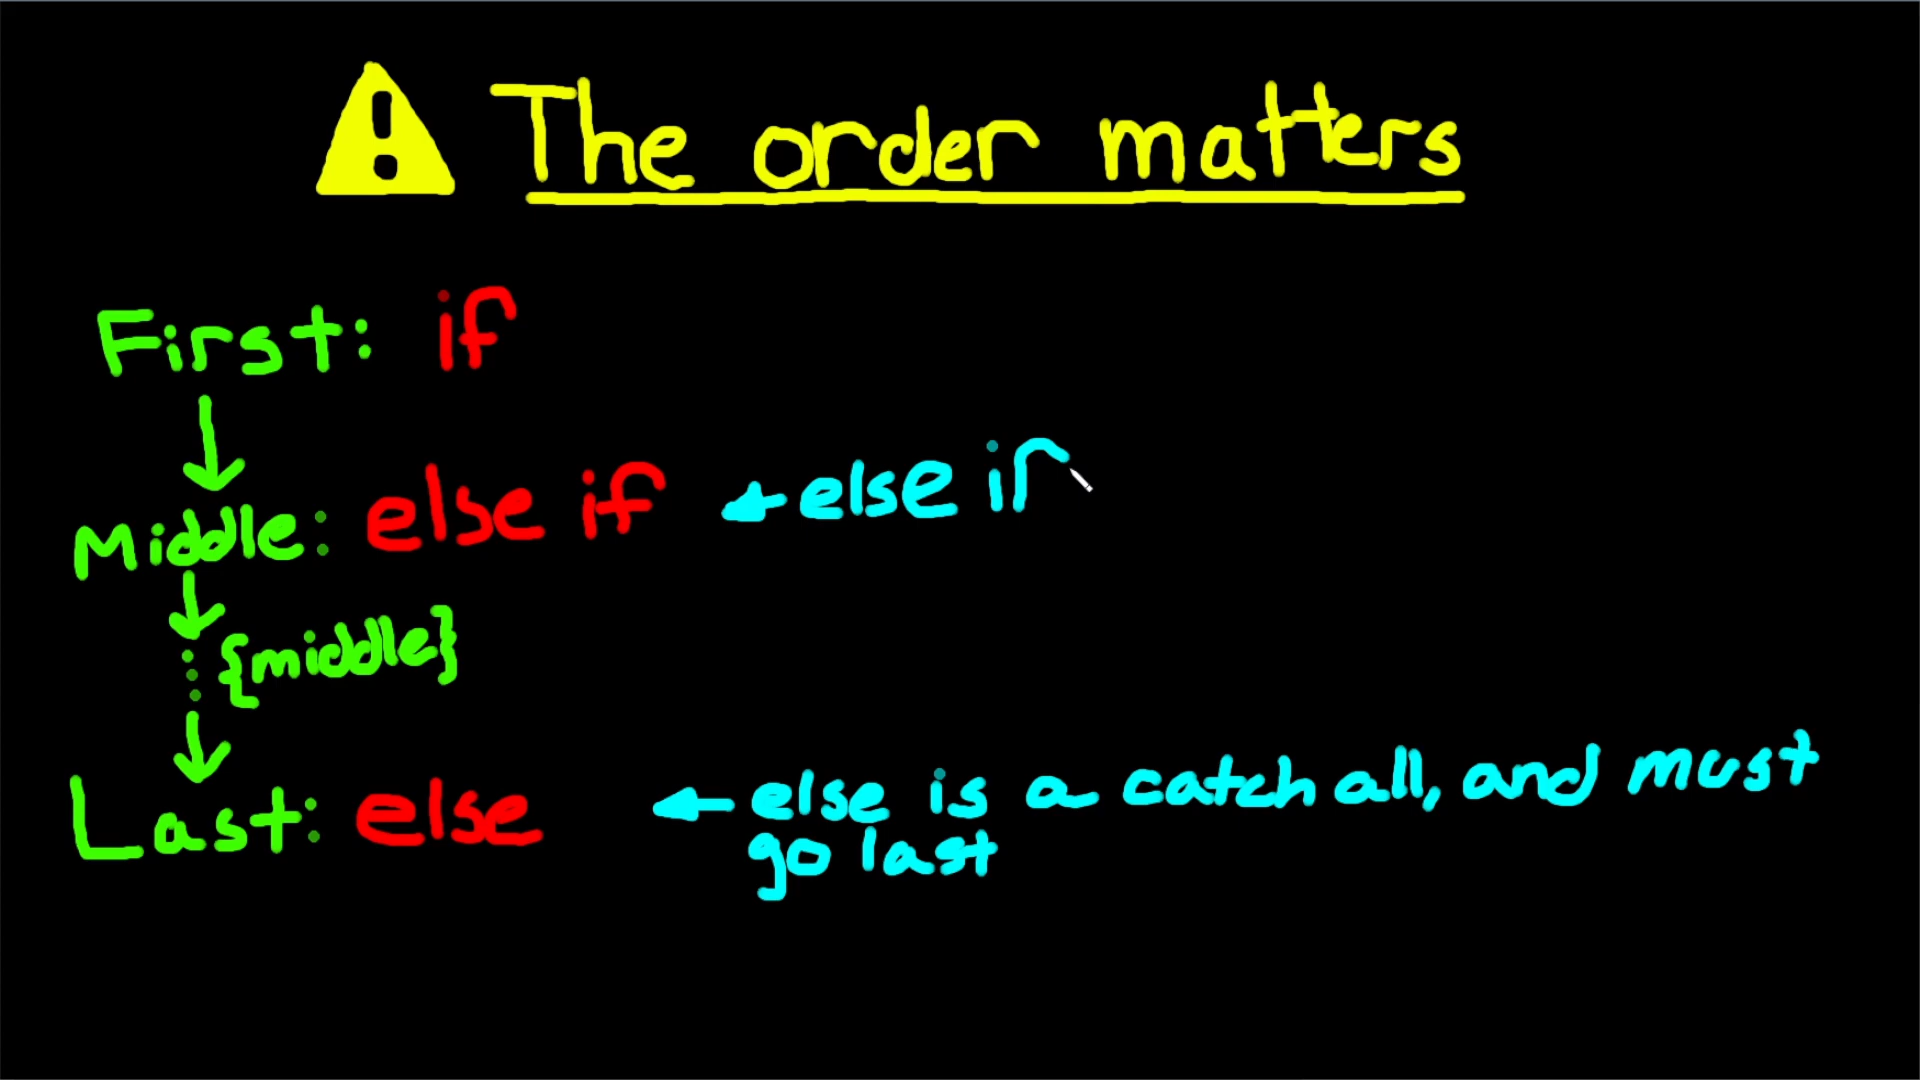 The order matters
First: if
Middle: else if ← else if
{middle}
Last: else ← else is a catch all, and must
go last